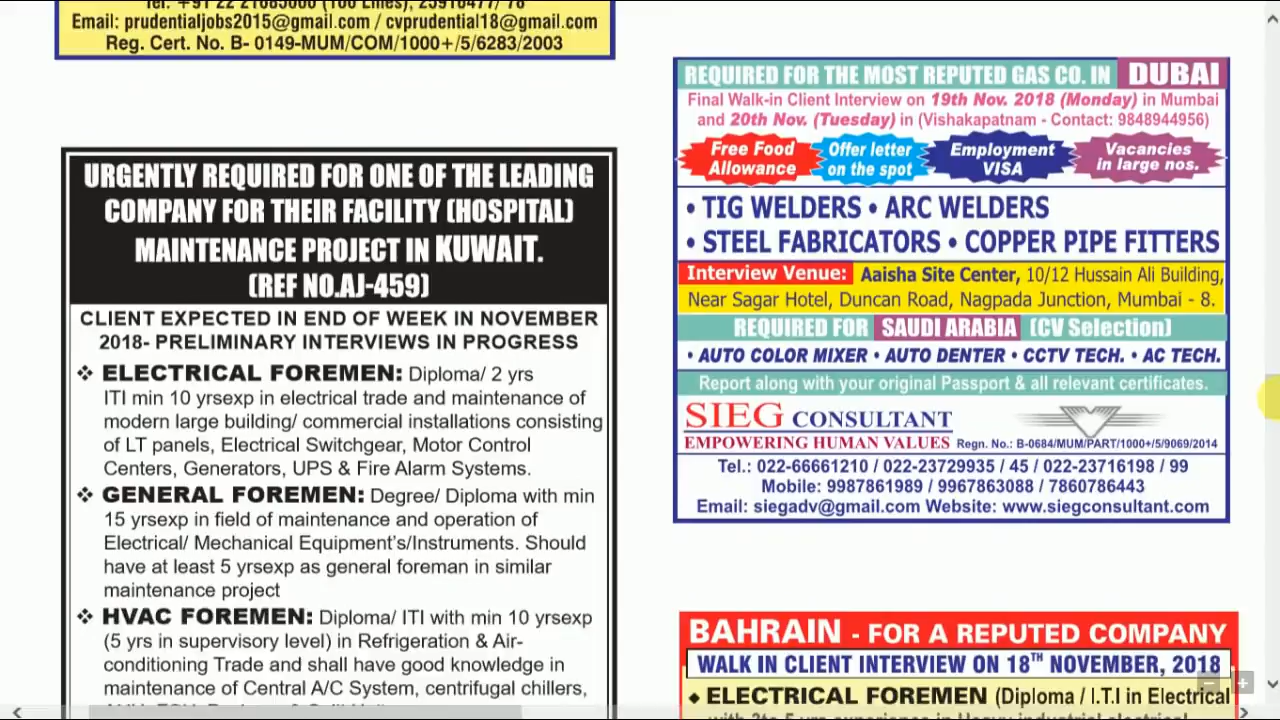 Email: prudentialjobs2015@gmail.com / cvprudential18@gmail.com
Reg. Cert. No. B- 0149-MUM/COM/1000+/5/6283/2003
URGENTLY REQUIRED FOR ONE OF THE LEADING
COMPANY FOR THEIR FACILITY (HOSPITAL)
MAINTENANCE PROJECT IN KUWAIT.
(REF NO.AJ-459)
CLIENT EXPECTED IN END OF WEEK IN NOVEMBER
2018- PRELIMINARY INTERVIEWS IN PROGRESS
❖ ELECTRICAL FOREMEN: Diploma/ 2 yrs
ITI min 10 yrsexp in electrical trade and maintenance of
modern large building/ commercial installations consisting
of LT panels, Electrical Switchgear, Motor Control
Centers, Generators, UPS & Fire Alarm Systems.
❖ GENERAL FOREMEN: Degree/ Diploma with min
15 yrsexp in field of maintenance and operation of
Electrical/ Mechanical Equipment's/Instruments. Should
have at least 5 yrsexp as general foreman in similar
maintenance project
❖ HVAC FOREMEN: Diploma/ ITI with min 10 yrsexp
(5 yrs in supervisory level) in Refrigeration & Air-
conditioning Trade and shall have good knowledge in
maintenance of Central A/C System, centrifugal chillers,
REQUIRED FOR THE MOST REPUTED GAS CO. IN DUBAI
Final Walk-in Client Interview on 19th Nov. 2018 (Monday) in Mumbai
and 20th Nov. (Tuesday) in (Vishakapatnam - Contact: 9848944956)
Free Food Allowance
Offer letter on the spot
Employment VISA
Vacancies in large nos.
• TIG WELDERS • ARC WELDERS
• STEEL FABRICATORS • COPPER PIPE FITTERS
Interview Venue: Aaisha Site Center, 10/12 Hussain Ali Building,
Near Sagar Hotel, Duncan Road, Nagpada Junction, Mumbai - 8.
REQUIRED FOR SAUDI ARABIA (CV Selection)
• AUTO COLOR MIXER • AUTO DENTER • CCTV TECH. • AC TECH.
Report along with your original Passport & all relevant certificates.
SIEG CONSULTANT
EMPOWERING HUMAN VALUES Regn. No.: B-0684/MUM/PART/1000+/5/9069/2014
Tel.: 022-66661210 / 022-23729935 / 45 / 022-23716198 / 99
Mobile: 9987861989 / 9967863088 / 7860786443
Email: siegadv@gmail.com Website: www.siegconsultant.com
BAHRAIN - FOR A REPUTED COMPANY
WALK IN CLIENT INTERVIEW ON 18TH NOVEMBER, 2018
◆ ELECTRICAL FOREMEN (Diploma / I.T.I in Electrical